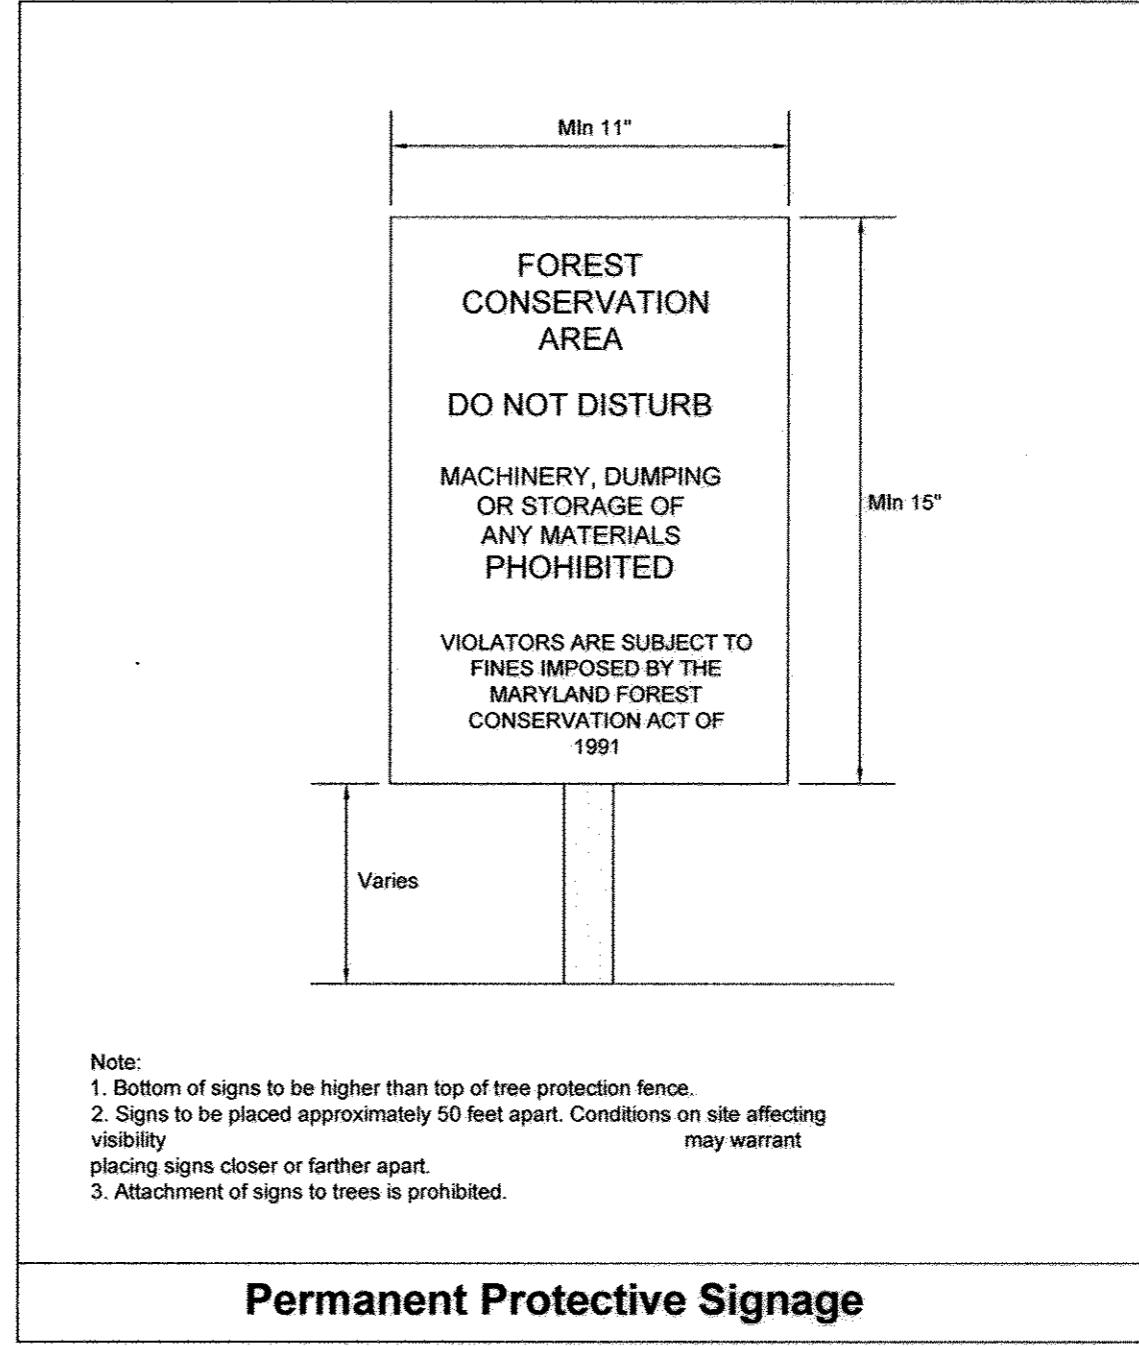 MIn 11"
FOREST
CONSERVATION
AREA
DO NOT DISTURB
MACHINERY, DUMPING
OR STORAGE OF
ANY MATERIALS
PHOHIBITED
MIn 15"
VIOLATORS ARE SUBJECT TO
FINES IMPOSED BY THE
MARYLAND FOREST
CONSERVATION ACT OF
1991
Varies
Note:
1. Bottom of signs to be higher than top of tree protection fence.
2. Signs to be placed approximately 50 feet apart. Conditions on site affecting
visibility may warrant
placing signs closer or farther apart.
3. Attachment of signs to trees is prohibited.
Permanent Protective Signage